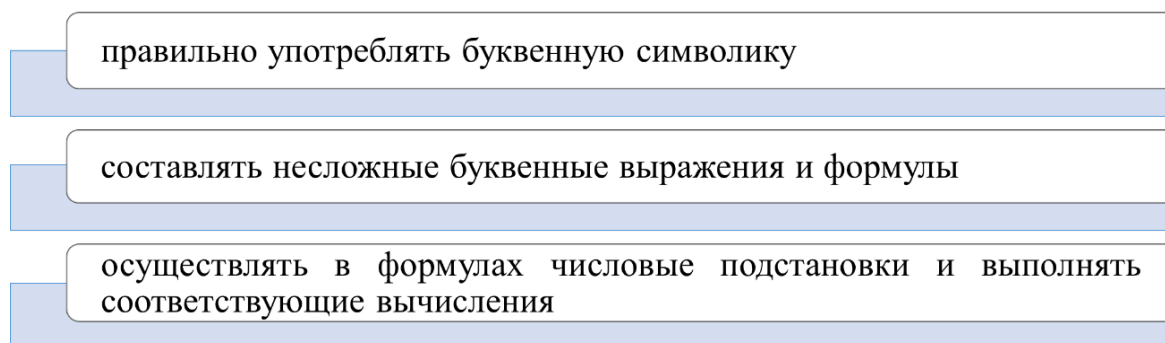 правильно употреблять буквенную символику
составлять несложные буквенные выражения и формулы
осуществлять в формулах числовые подстановки и выполнять
соответствующие вычисления